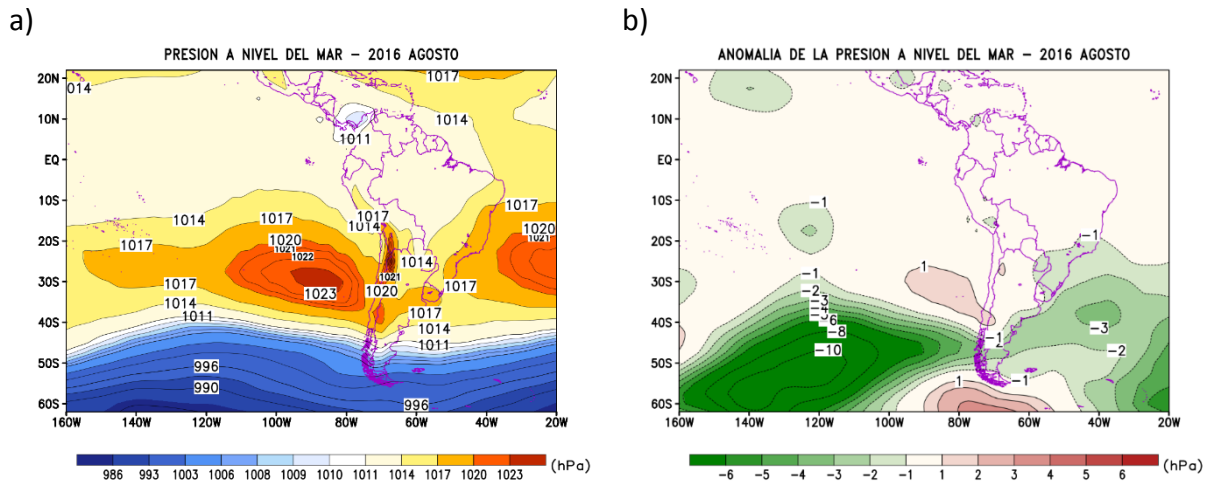 a)
PRESION A NIVEL DEL MAR – 2016 AGOSTO
20N
10N
EQ
10S
20S
30S
40S
50S
60S
160W 140W 120W 100W 80W 60W 40W 20W
1014
1017
1014
1011
1014
1017
1017
1014
1017
1020
1021
1020
1021
1022
1017
1014
1021
1023
1020
1017
1017
1014
1017
1011
1014
1011
996
990
996
986 993 1003 1006 1008 1009 1010 1011 1014 1017 1020 1023 (hPa)
b)
ANOMALIA DE LA PRESION A NIVEL DEL MAR – 2016 AGOSTO
20N
10N
EQ
10S
20S
30S
40S
50S
60S
160W 140W 120W 100W 80W 60W 40W 20W
−1
−1
−1
1
−2
−3
−6
−8
−3
−1
−10
−2
1
−1
−6 −5 −4 −3 −2 −1 1 2 3 4 5 6 (hPa)